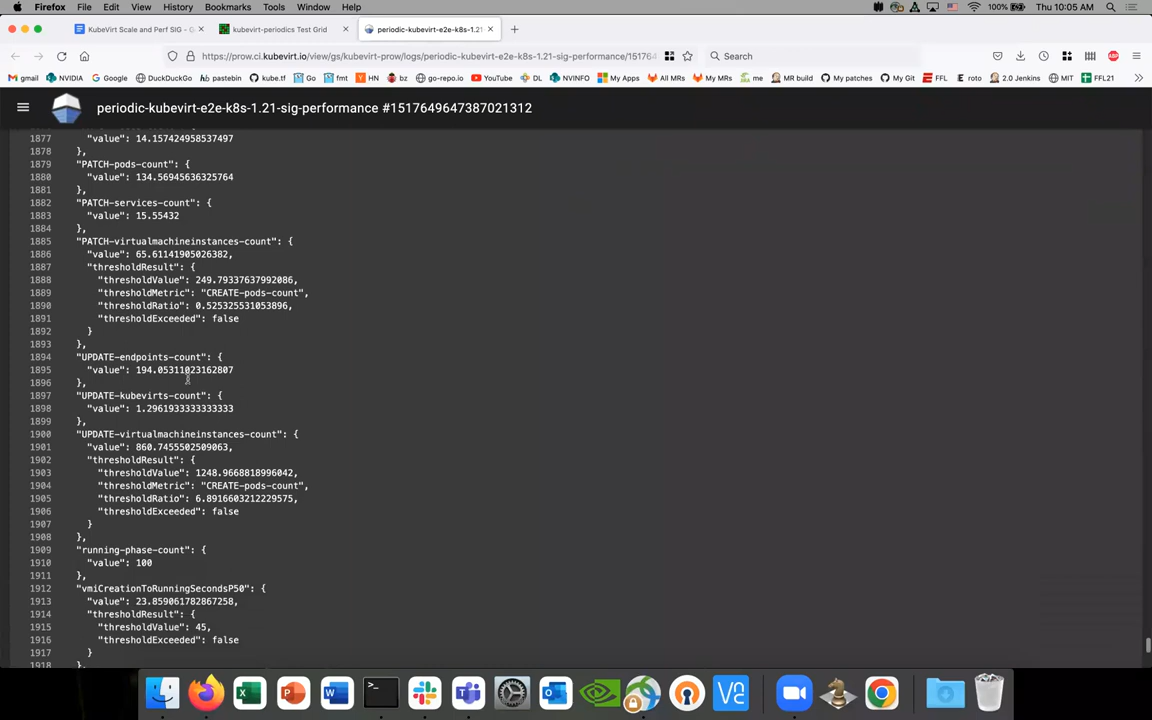 Firefox File Edit View History Bookmarks Tools Window Help 100% Thu 10:05 AM
KubeVirt Scale and Perf SIG - G
kubevirt-periodics Test Grid
periodic-kubevirt-e2e-k8s-1.21
https://prow.ci.kubevirt.io/view/gs/kubevirt-prow/logs/periodic-kubevirt-e2e-k8s-1.21-sig-performance/151764 Search
gmail NVIDIA Google DuckDuckGo pastebin kube.tf Go fmt HN go-repo.io YouTube DL NVINFO My Apps All MRs My MRs me MR build My patches My Git FFL roto 2.0 Jenkins MIT FFL21
periodic-kubevirt-e2e-k8s-1.21-sig-performance #1517649647387021312
1877 "value": 14.157424958537497
1878 },
1879 "PATCH-pods-count": {
1880 "value": 134.56945636325764
1881 },
1882 "PATCH-services-count": {
1883 "value": 15.55432
1884 },
1885 "PATCH-virtualmachineinstances-count": {
1886 "value": 65.61141905026382,
1887 "thresholdResult": {
1888 "thresholdValue": 249.79337637992086,
1889 "thresholdMetric": "CREATE-pods-count",
1890 "thresholdRatio": 0.525325531053896,
1891 "thresholdExceeded": false
1892 }
1893 },
1894 "UPDATE-endpoints-count": {
1895 "value": 194.05311023162807
1896 },
1897 "UPDATE-kubevirts-count": {
1898 "value": 1.2961933333333333
1899 },
1900 "UPDATE-virtualmachineinstances-count": {
1901 "value": 860.7455502509063,
1902 "thresholdResult": {
1903 "thresholdValue": 1248.9668818996042,
1904 "thresholdMetric": "CREATE-pods-count",
1905 "thresholdRatio": 6.8916603212229575,
1906 "thresholdExceeded": false
1907 }
1908 },
1909 "running-phase-count": {
1910 "value": 100
1911 },
1912 "vmiCreationToRunningSecondsP50": {
1913 "value": 23.859061782867258,
1914 "thresholdResult": {
1915 "thresholdValue": 45,
1916 "thresholdExceeded": false
1917 }
1918 },